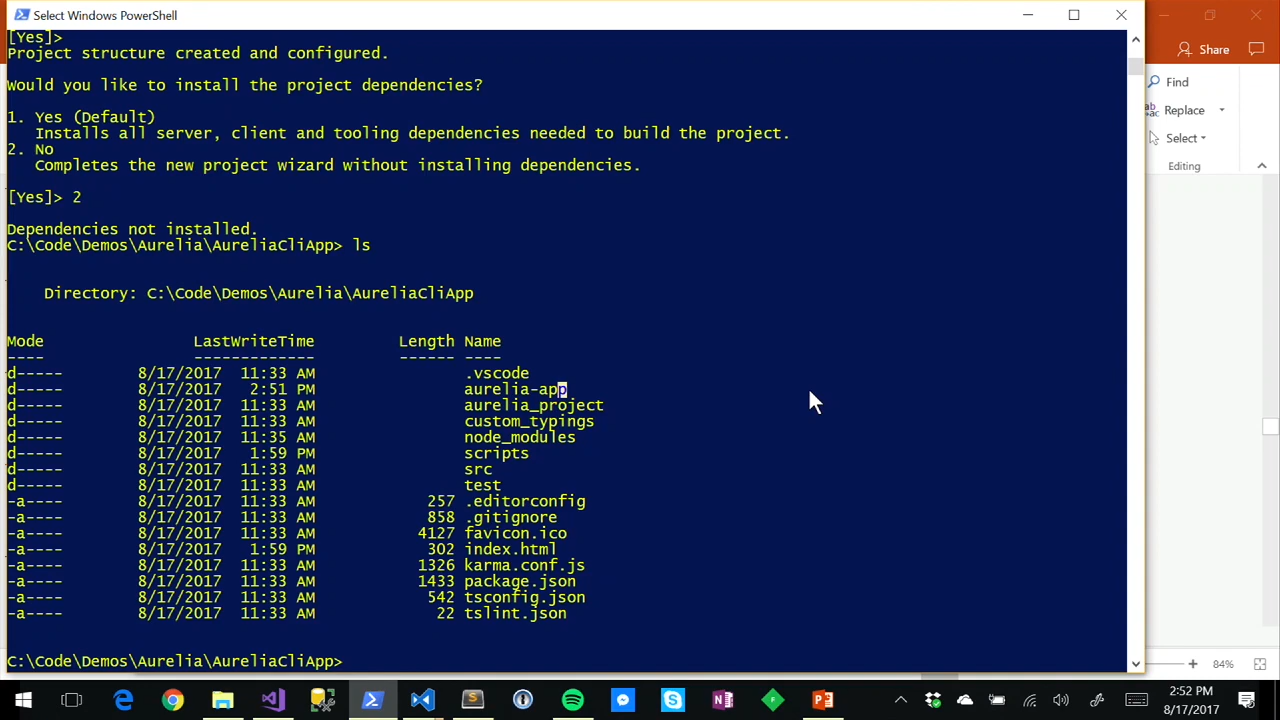 Select Windows PowerShell
[Yes]>
Project structure created and configured.
Would you like to install the project dependencies?
1. Yes (Default)
Installs all server, client and tooling dependencies needed to build the project.
2. No
Completes the new project wizard without installing dependencies.
[Yes]> 2
Dependencies not installed.
C:\Code\Demos\Aurelia\AureliaCliApp> ls
Directory: C:\Code\Demos\Aurelia\AureliaCliApp
Mode LastWriteTime Length Name
---- ------------- ------ ----
d----- 8/17/2017 11:33 AM .vscode
d----- 8/17/2017 2:51 PM aurelia-app
d----- 8/17/2017 11:33 AM aurelia_project
d----- 8/17/2017 11:33 AM custom_typings
d----- 8/17/2017 11:35 AM node_modules
d----- 8/17/2017 1:59 PM scripts
d----- 8/17/2017 11:33 AM src
d----- 8/17/2017 11:33 AM test
-a---- 8/17/2017 11:33 AM 257 .editorconfig
-a---- 8/17/2017 11:33 AM 858 .gitignore
-a---- 8/17/2017 11:33 AM 4127 favicon.ico
-a---- 8/17/2017 1:59 PM 302 index.html
-a---- 8/17/2017 11:33 AM 1326 karma.conf.js
-a---- 8/17/2017 11:33 AM 1433 package.json
-a---- 8/17/2017 11:33 AM 542 tsconfig.json
-a---- 8/17/2017 11:33 AM 22 tslint.json
C:\Code\Demos\Aurelia\AureliaCliApp>
Share
Find
Replace
Select
Editing
84%
2:52 PM
8/17/2017